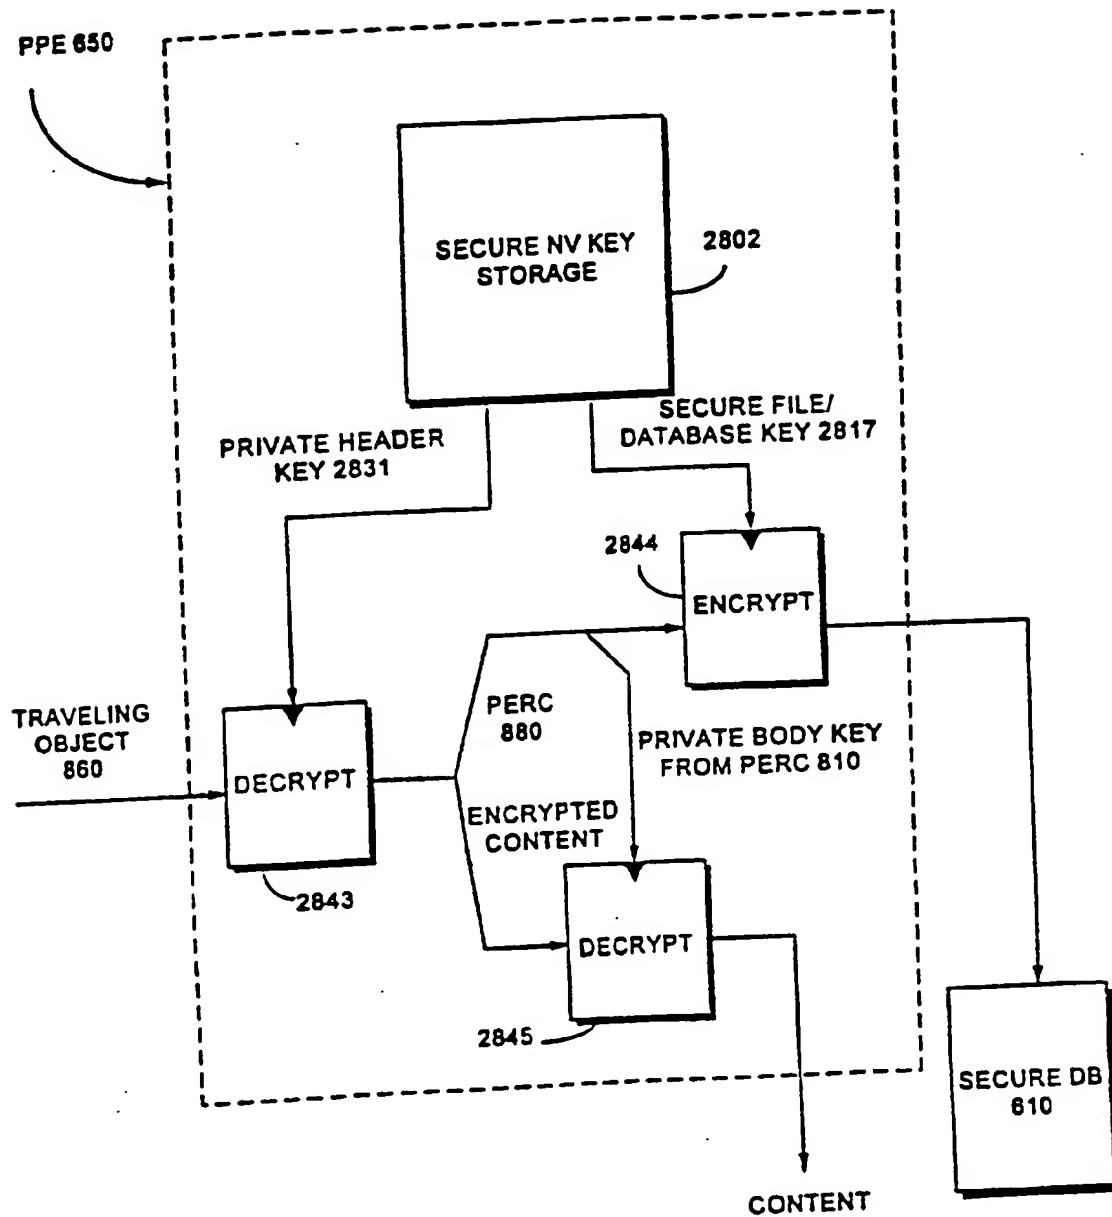 PPE 650
SECURE NV KEY
STORAGE
2802
PRIVATE HEADER
KEY 2831
SECURE FILE/
DATABASE KEY 2817
2844
ENCRYPT
TRAVELING
OBJECT
860
DECRYPT
2843
PERC
880
PRIVATE BODY KEY
FROM PERC 810
ENCRYPTED
CONTENT
DECRYPT
2845
SECURE DB
610
CONTENT